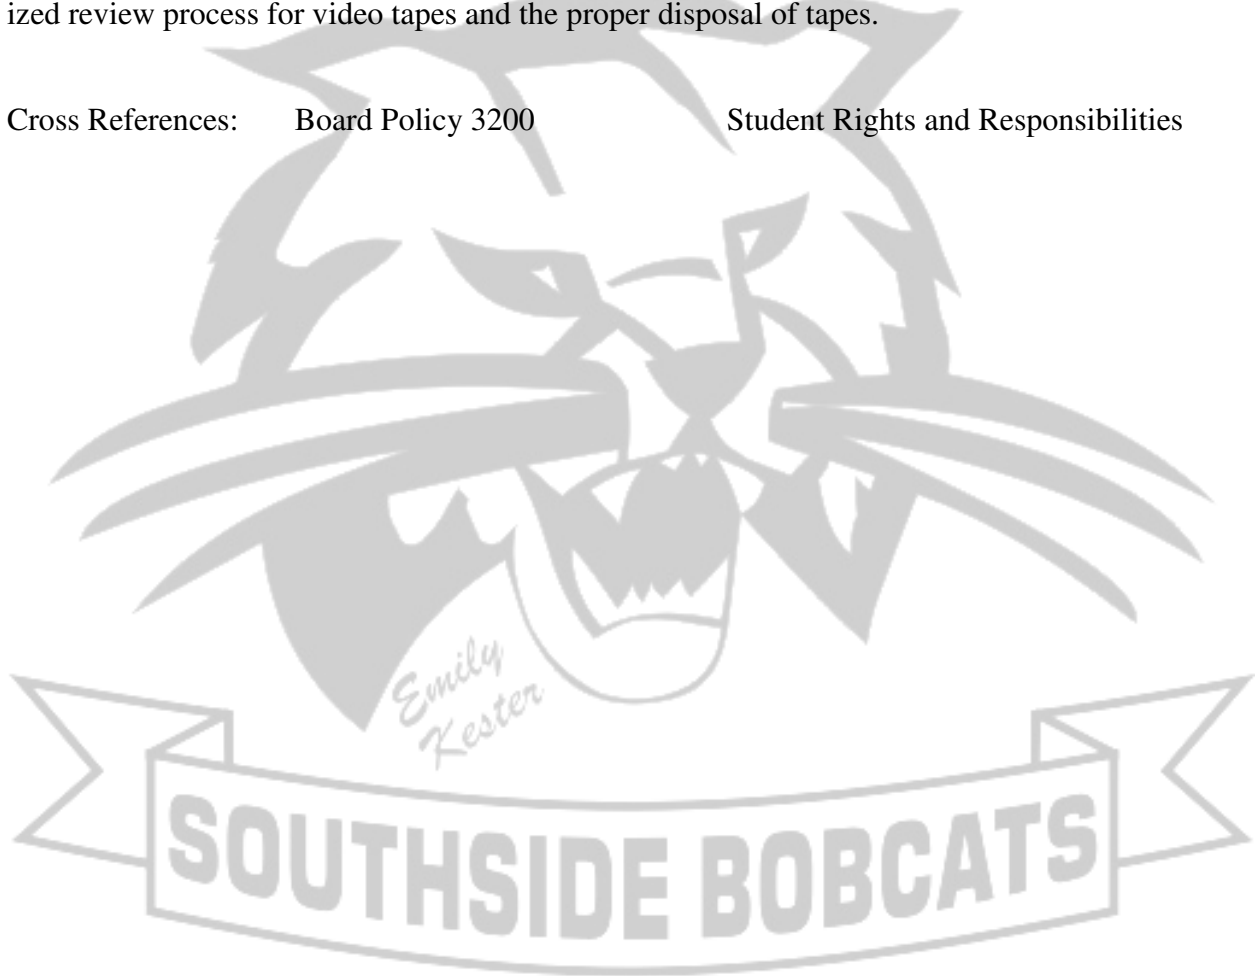 ized review process for video tapes and the proper disposal of tapes.
Cross References: Board Policy 3200 Student Rights and Responsibilities
Emily
Kester
SOUTHSIDE BOBCATS